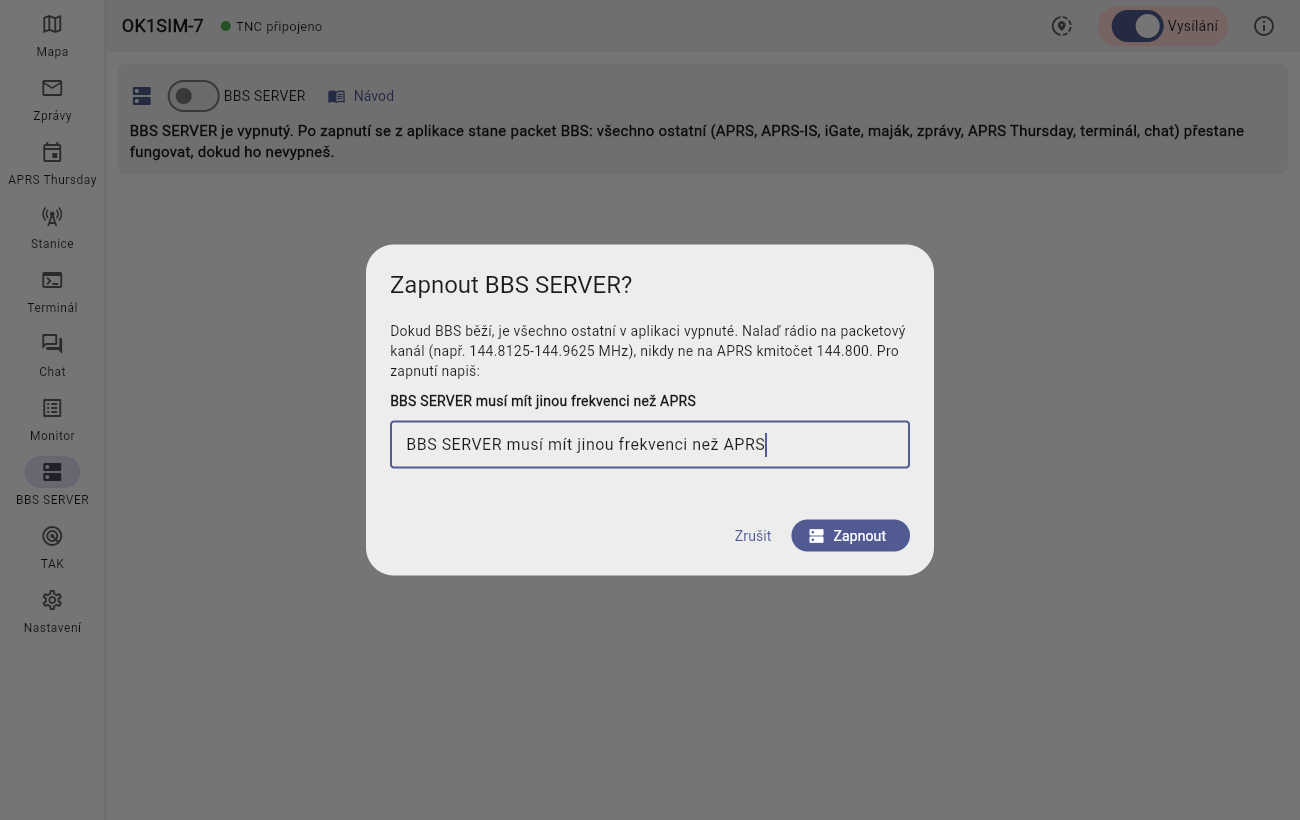 OK1SIM-7
TNC připojeno
Vysílání
Mapa
Zprávy
APRS Thursday
Stanice
Terminál
Chat
Monitor
BBS SERVER
TAK
Nastavení
BBS SERVER
Návod
BBS SERVER je vypnutý. Po zapnutí se z aplikace stane packet BBS: všechno ostatní (APRS, APRS-IS, iGate, maják, zprávy, APRS Thursday, terminál, chat) přestane
fungovat, dokud ho nevypneš.
Zapnout BBS SERVER?
Dokud BBS běží, je všechno ostatní v aplikaci vypnuté. Nalaď rádio na packetový
kanál (např. 144.8125-144.9625 MHz), nikdy ne na APRS kmitočet 144.800. Pro
zapnutí napiš:
BBS SERVER musí mít jinou frekvenci než APRS
BBS SERVER musí mít jinou frekvenci než APRS
Zrušit
Zapnout